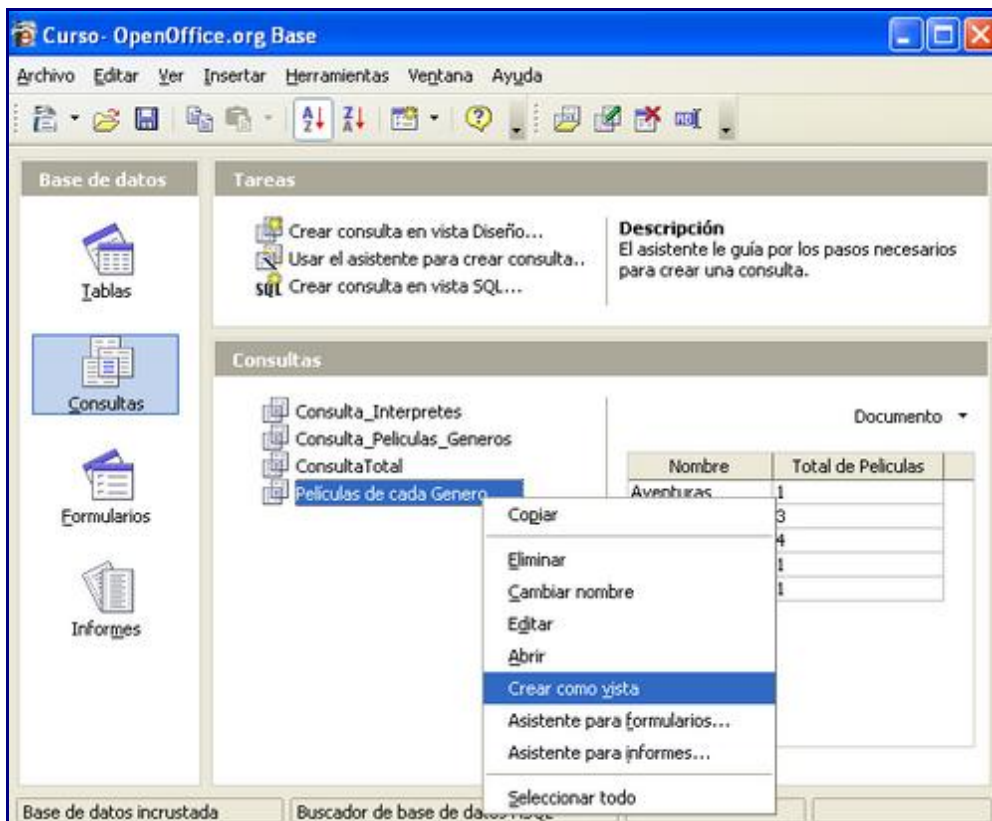 Curso- OpenOffice.org Base
Archivo Editar Ver Insertar Herramientas Ventana Ayuda
Base de datos
Tablas
Consultas
Formularios
Informes
Tareas
Crear consulta en vista Diseño...
Usar el asistente para crear consulta..
SQL Crear consulta en vista SQL...
Descripción
El asistente le guía por los pasos necesarios
para crear una consulta.
Consultas
Consulta_Interpretes
Consulta_Peliculas_Generos
ConsultaTotal
Películas de cada Genero
Documento
Nombre Total de Peliculas
Aventuras 1
3
4
1
1
Copiar
Eliminar
Cambiar nombre
Editar
Abrir
Crear como vista
Asistente para formularios...
Asistente para informes...
Seleccionar todo
Base de datos incrustada Buscador de base de